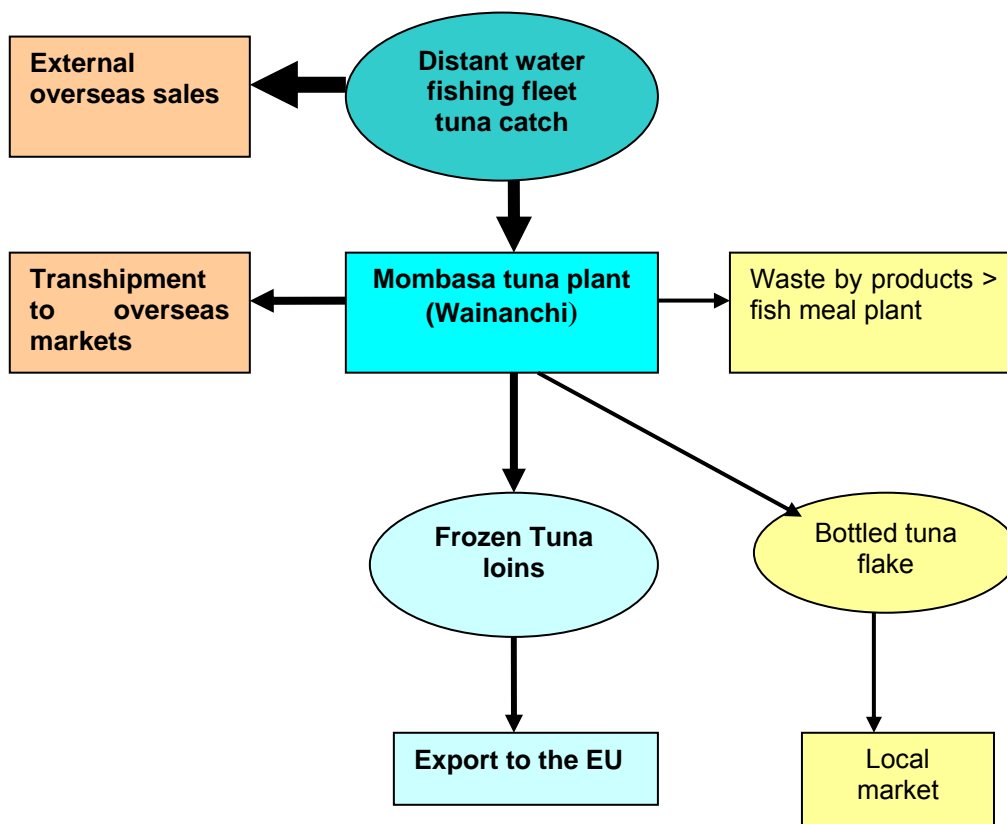 External
overseas sales
Distant water
fishing fleet
tuna catch
Transhipment
to overseas
markets
Mombasa tuna plant
(Wainanchi)
Waste by products >
fish meal plant
Frozen Tuna
loins
Bottled tuna
flake
Export to the EU
Local
market